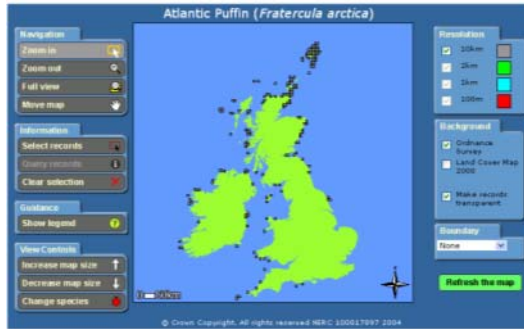 Atlantic Puffin (Fratercula arctica)
Navigation
Zoom in
Zoom out
Full view
Move map
Information
Select records
Query records
Clear selection
Guidance
Show legend
View Controls
Increase map size
Decrease map size
Change species
Resolution
10km
2km
1km
100m
Background
Ordnance
Survey
Land Cover Map
2000
Make records
transparent
Boundary
None
Refresh the map
© Crown Copyright, All rights reserved NERC 100017897 2004